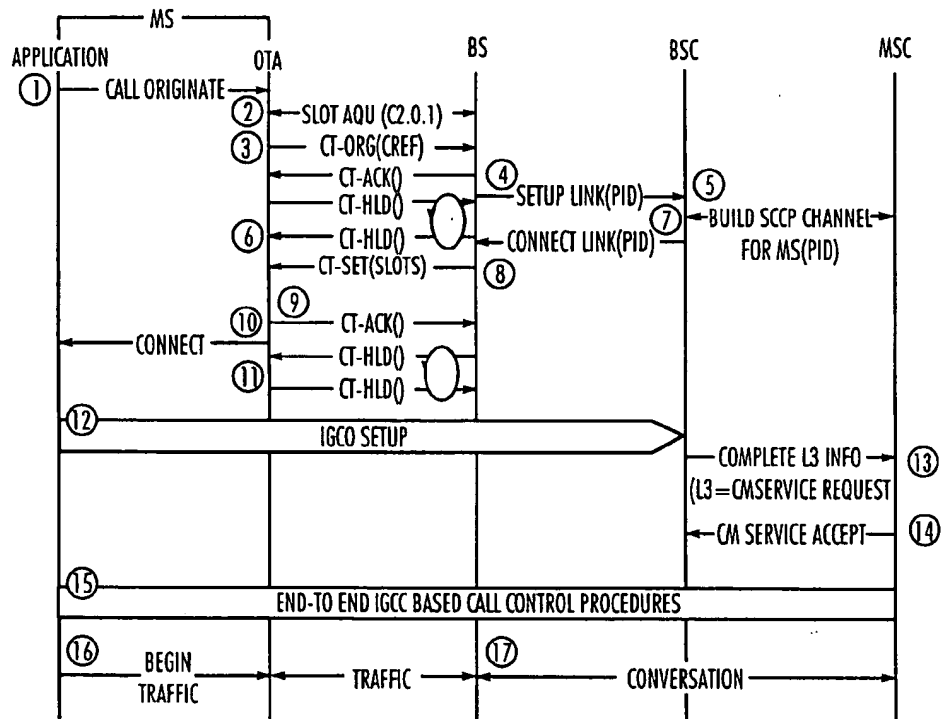 MS
APPLICATION
OTA
BS
BSC
MSC
1 CALL ORIGINATE
2 SLOT AQU (C2.0.1)
3 CT-ORG(CREF)
CT-ACK() 4
SETUP LINK(PID) 5
CT-HLD()
7 BUILD SCCP CHANNEL
FOR MS(PID)
6 CT-HLD()
CONNECT LINK(PID)
CT-SET(SLOTS) 8
9
10 CT-ACK()
CONNECT
CT-HLD()
11 CT-HLD()
12 IGCO SETUP
COMPLETE L3 INFO 13
(L3=CMSERVICE REQUEST
CM SERVICE ACCEPT 14
15
END-TO END IGCC BASED CALL CONTROL PROCEDURES
16 BEGIN
TRAFFIC
TRAFFIC
17
CONVERSATION